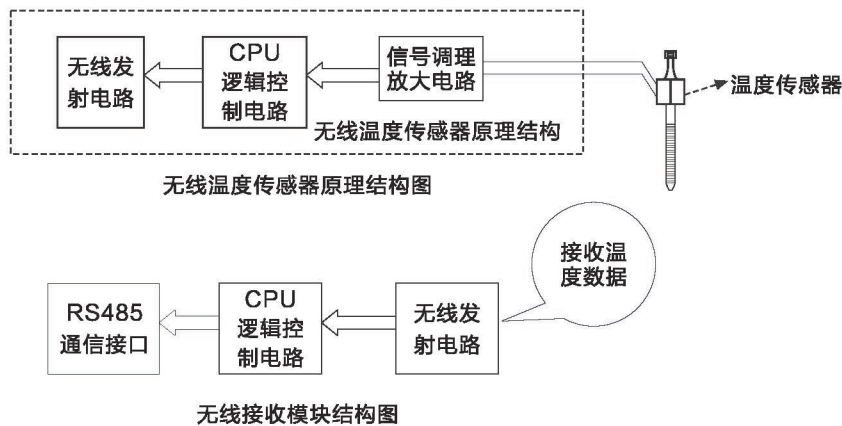 无线发
射电路
CPU
逻辑控
制电路
信号调理
放大电路
温度传感器
无线温度传感器原理结构
无线温度传感器原理结构图
接收温
度数据
RS485
通信接口
CPU
逻辑控
制电路
无线发
射电路
无线接收模块结构图